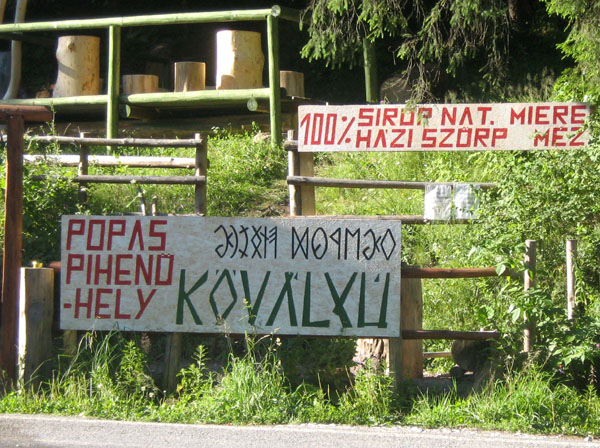 100% SIROP NAT. MIERE
HÁZI SZÖRP MÉZ
POPAS
PIHENŐ
-HELY
KŐVÁLYÚ